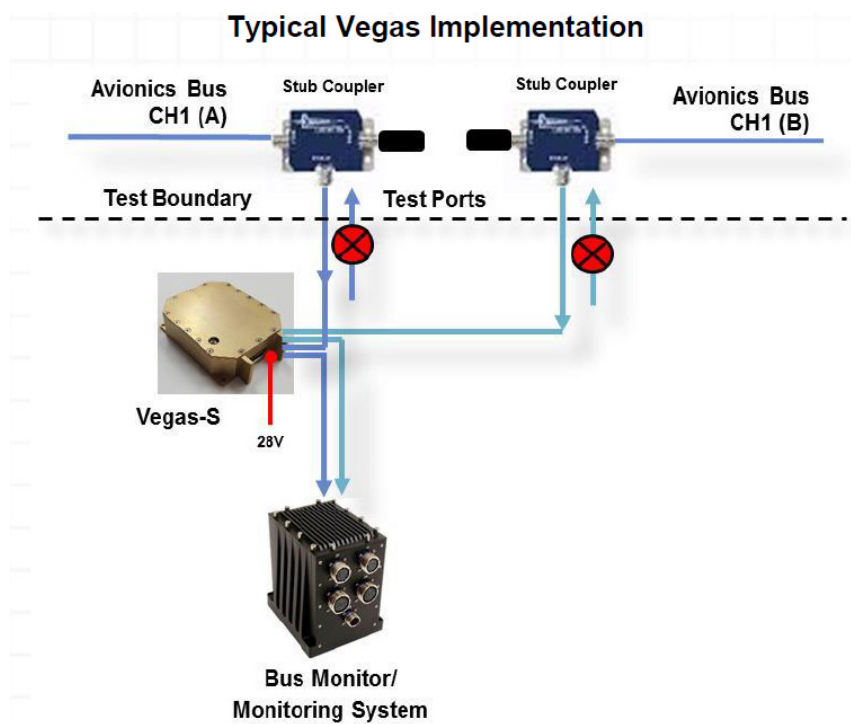 Typical Vegas Implementation
Stub Coupler
Stub Coupler
Avionics Bus
CH1 (A)
Avionics Bus
CH1 (B)
Test Boundary
Test Ports
Vegas-S
28V
Bus Monitor/
Monitoring System